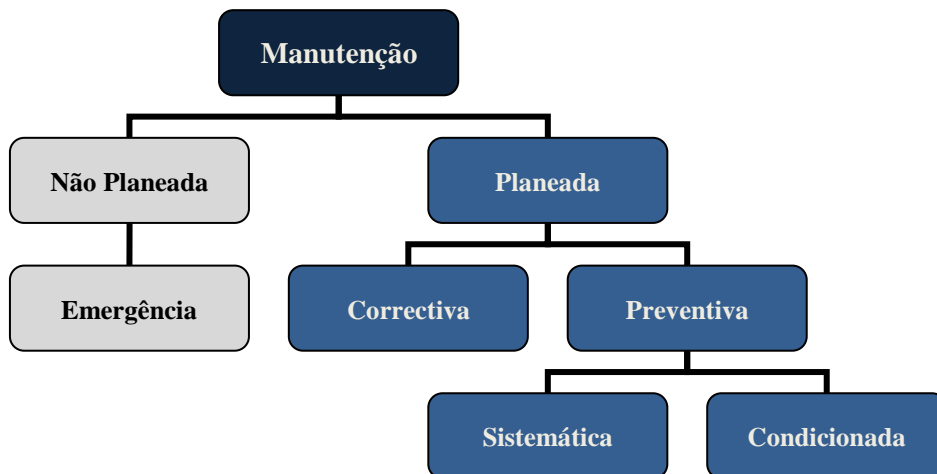 Manutenção
Não Planeada
Planeada
Emergência
Correctiva
Preventiva
Sistemática
Condicionada